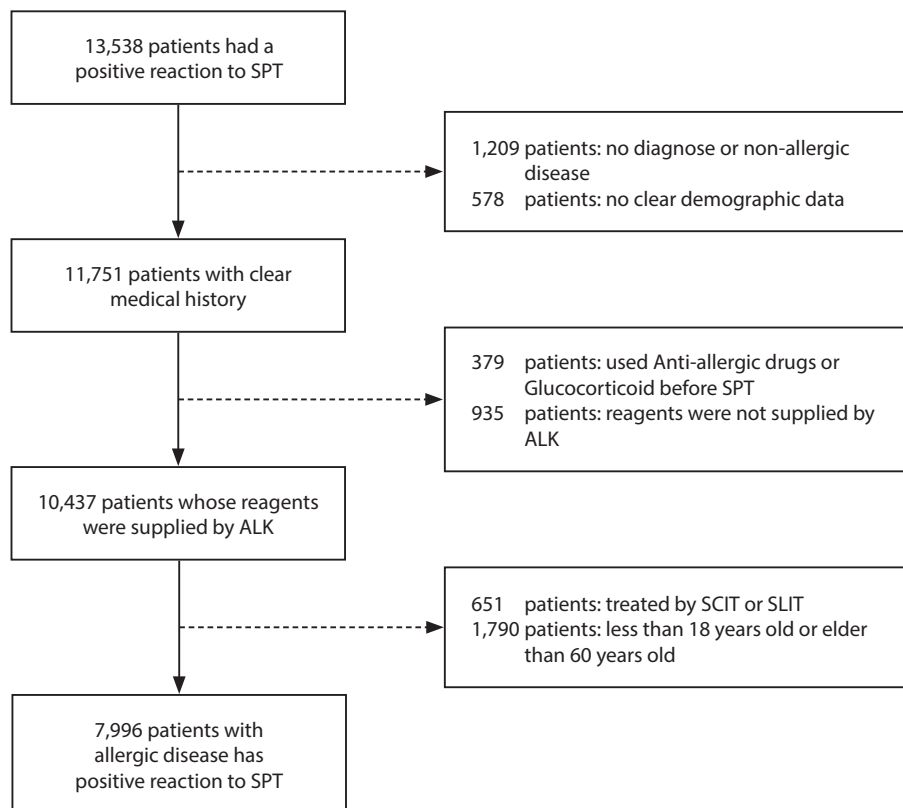 13,538 patients had a
positive reaction to SPT
1,209 patients: no diagnose or non-allergic
disease
578 patients: no clear demographic data
11,751 patients with clear
medical history
379 patients: used Anti-allergic drugs or
Glucocorticoid before SPT
935 patients: reagents were not supplied by
ALK
10,437 patients whose reagents
were supplied by ALK
651 patients: treated by SCIT or SLIT
1,790 patients: less than 18 years old or elder
than 60 years old
7,996 patients with
allergic disease has
positive reaction to SPT